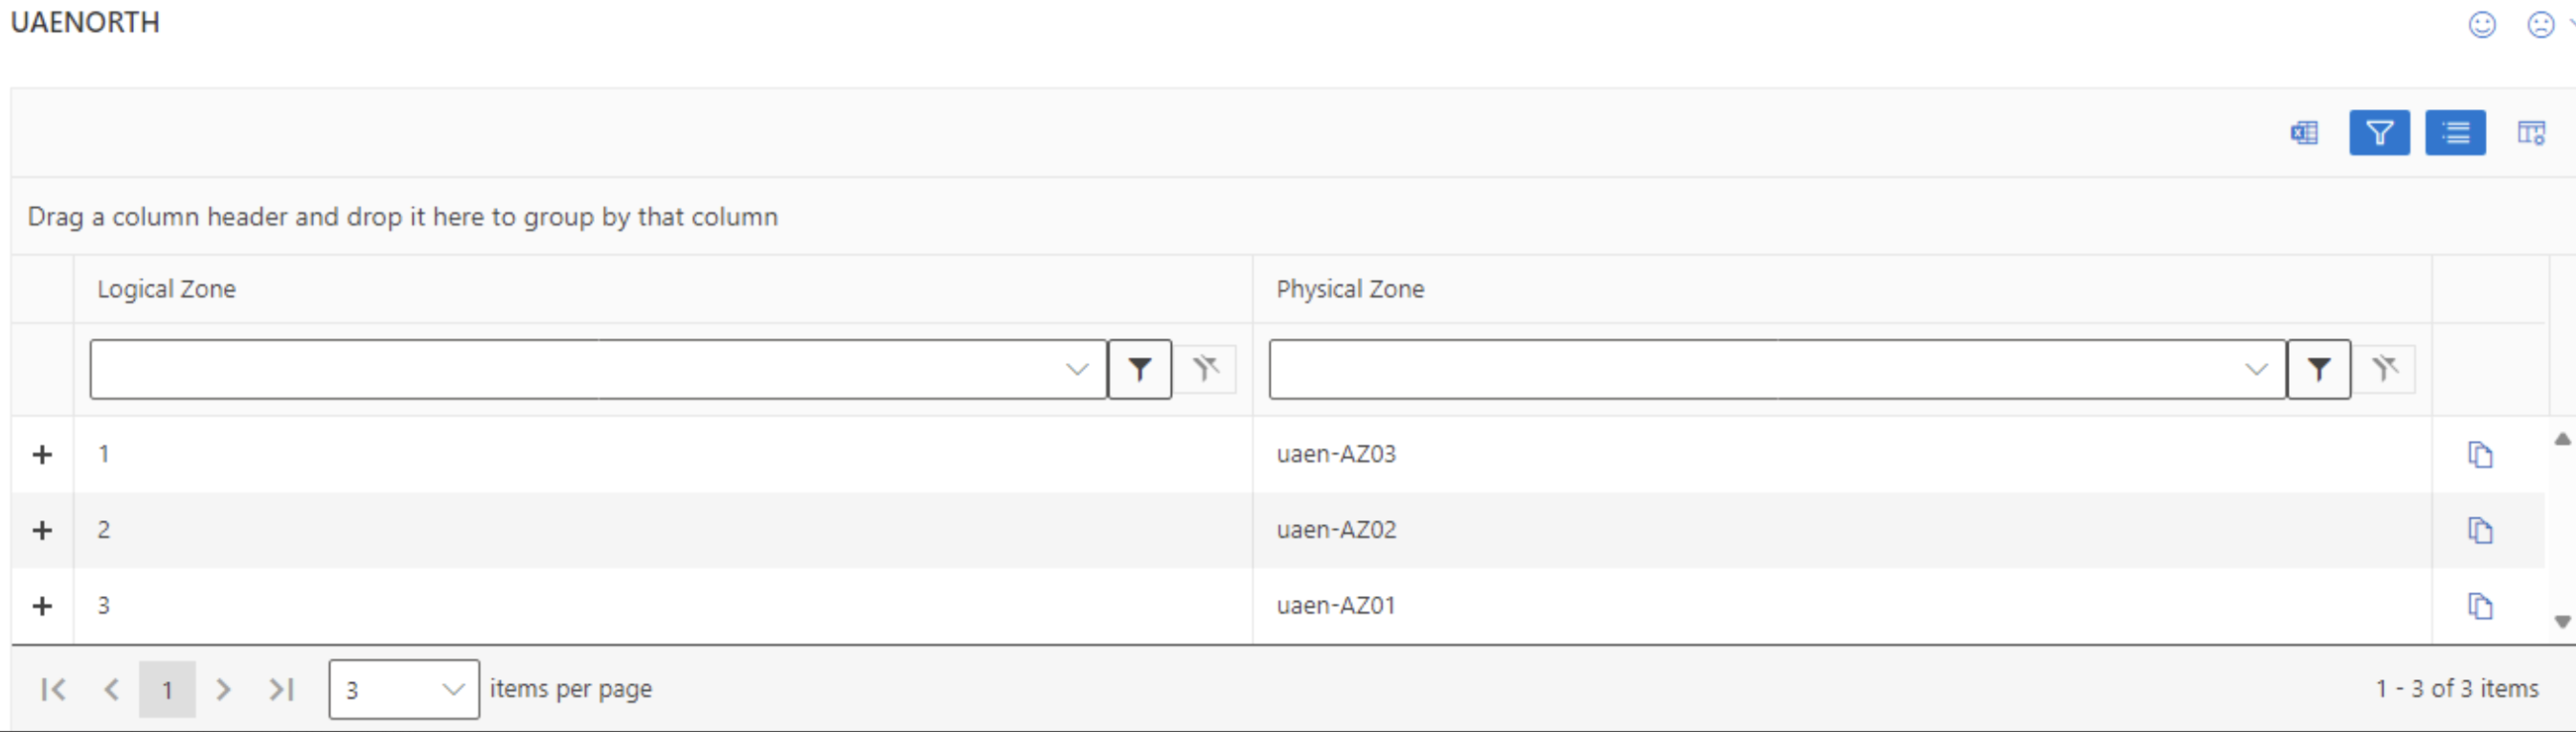 UAENORTH
Drag a column header and drop it here to group by that column
Logical Zone Physical Zone
1 uaen-AZ03
2 uaen-AZ02
3 uaen-AZ01
1 3 items per page 1 - 3 of 3 items